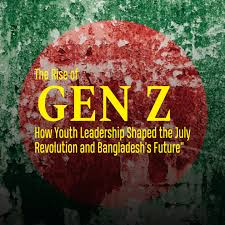 The Rise of
GEN Z
How Youth Leadership Shaped the July
Revolution and Bangladesh's Future"